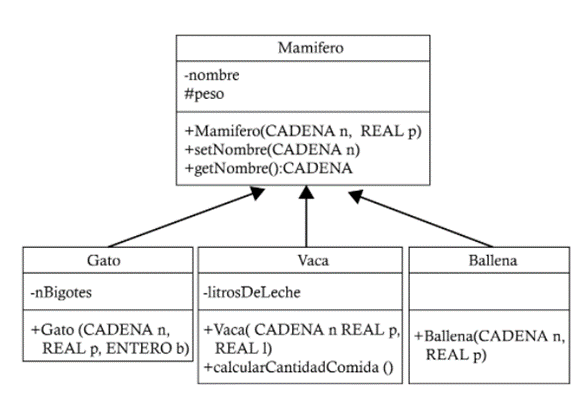 Mamifero
-nombre
#peso
+Mamifero(CADENA n,  REAL p)
+setNombre(CADENA n)
+getNombre():CADENA
Gato
-nBigotes
+Gato (CADENA n,
REAL p, ENTERO b)
Vaca
-litrosDeLeche
+Vaca( CADENA n REAL p,
REAL l)
+calcularCantidadComida ()
Ballena
+Ballena(CADENA n,
REAL p)